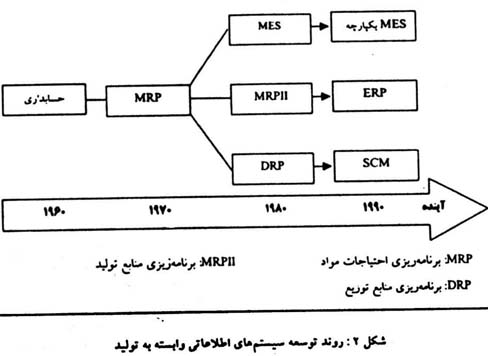 MES
MES یکپارچه
حسابداری
MRP
MRPII
ERP
DRP
SCM
۱۹۶۰ ۱۹۷۰ ۱۹۸۰ ۱۹۹۰ آینده
MRP: برنامه‌ریزی احتیاجات مواد
MRPII: برنامه‌ریزی منابع تولید
DRP: برنامه‌ریزی منابع توزیع
شکل ۲ : روند توسعه سیستم‌های اطلاعاتی وابسته به تولید